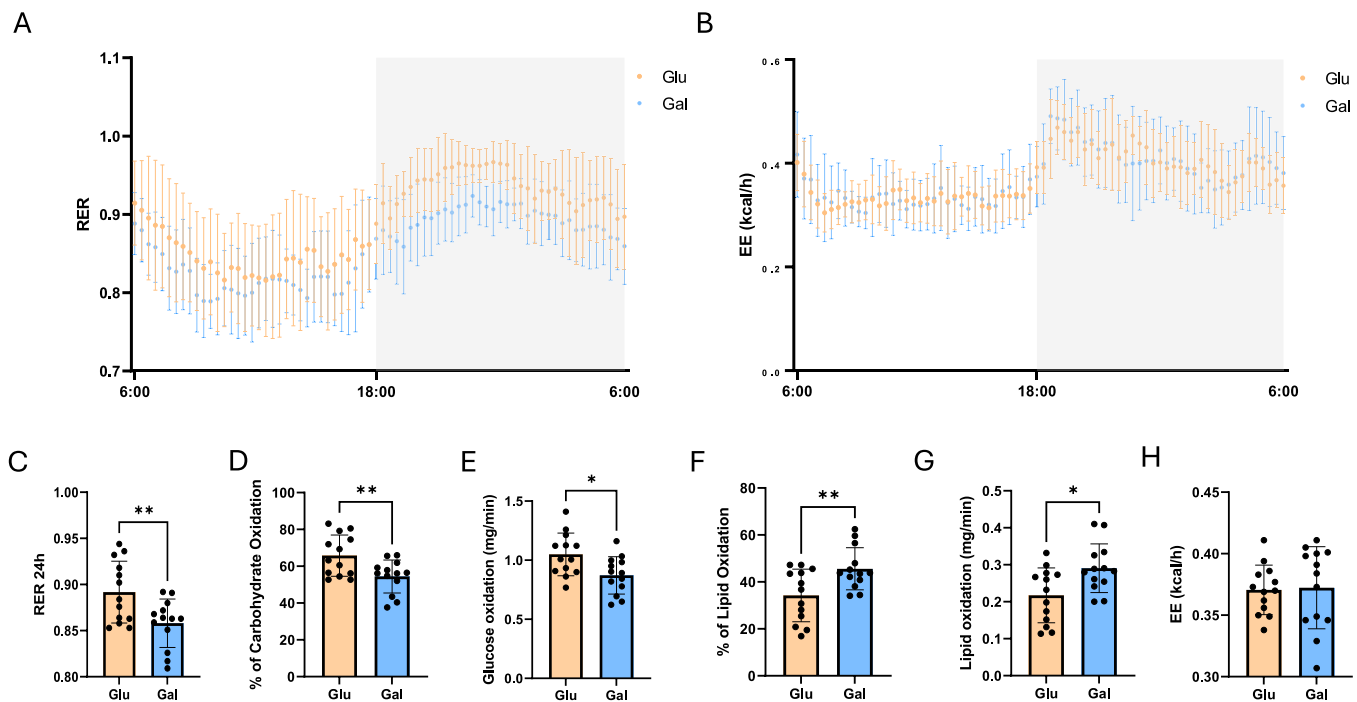 A
B
1.1
1.0
0.9
0.8
0.7
RER
6:00
18:00
6:00
Glu
Gal
0.6
0.4
0.2
0.0
EE (kcal/h)
6:00
18:00
6:00
Glu
Gal
C
1.00
0.95
0.90
0.85
0.80
RER 24h
**
Glu
Gal
D
100
80
60
40
20
0
% of Carbohydrate Oxidation
**
Glu
Gal
E
1.5
1.0
0.5
0.0
Glucose oxidation (mg/min)
*
Glu
Gal
F
80
60
40
20
0
% of Lipid Oxidation
**
Glu
Gal
G
0.5
0.4
0.3
0.2
0.1
0.0
Lipid oxidation (mg/min)
*
Glu
Gal
H
0.45
0.40
0.35
0.30
EE (kcal/h)
Glu
Gal